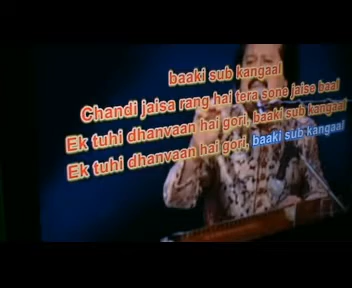 baaki sub kangaal
Chandi jaisa rang hai tera sone jaise baal
Ek tuhi dhanvaan hai gori, baaki sub kangaal
Ek tuhi dhanvaan hai gori, baaki sub kangaal